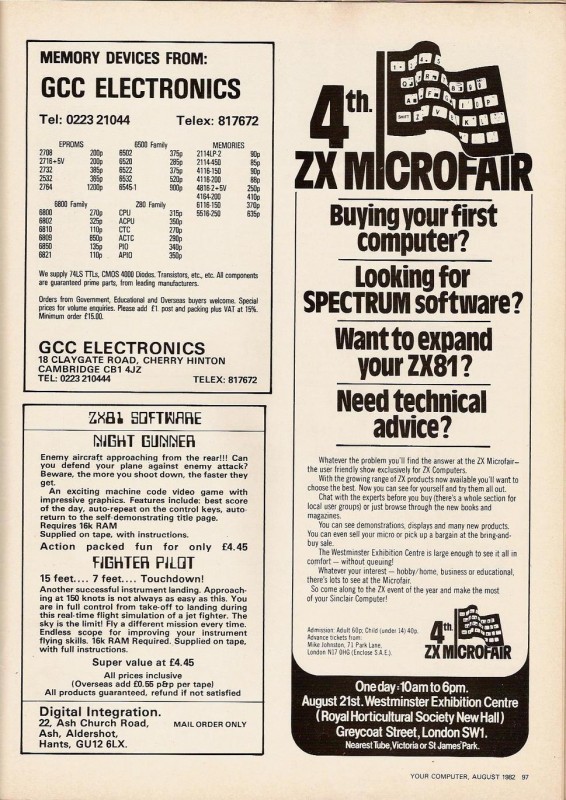 MEMORY DEVICES FROM:
GCC ELECTRONICS
Tel: 0223 21044 Telex: 817672
EPROMS
2708 200p
2716+5V 200p
2732 385p
2532 385p
2764 1200p
6500 Family
6502 375p
6520 285p
6522 375p
6532 520p
6545-1 900p
MEMORIES
2114LP-2 90p
2114-450 85p
4116-150 90p
4116-200 88p
4816-2+5V 250p
4164-200 410p
6116-150 370p
5516-250 635p
6800 Family
6800 270p
6802 325p
6810 110p
6809 650p
6850 135p
6821 110p
Z80 Family
CPU 315p
ACPU 350p
CTC 270p
ACTC 290p
PIO 340p
APIO 350p
We supply 74LS TTLs, CMOS 4000 Diodes. Transistors, etc., etc. All components
are guaranteed prime parts, from leading manufacturers.
Orders from Government, Educational and Overseas buyers welcome. Special
prices for volume enquiries. Please add £1 post and packing plus VAT at 15%.
Minimum order £15.00.
GCC ELECTRONICS
18 CLAYGATE ROAD, CHERRY HINTON
CAMBRIDGE CB1 4JZ
TEL: 0223 210444 TELEX: 817672
ZX81 SOFTWARE
NIGHT GUNNER
Enemy aircraft approaching from the rear!!! Can
you defend your plane against enemy attack?
Beware, the more you shoot down, the faster they
get.
An exciting machine code video game with
impressive graphics. Features include: best score
of the day, auto-repeat on the control keys, auto-
return to the self-demonstrating title page.
Requires 16k RAM
Supplied on tape, with instructions.
Action packed fun for only £4.45
FIGHTER PILOT
15 feet.... 7 feet.... Touchdown!
Another successful instrument landing. Approach-
ing at 150 knots is not always as easy as this. You
are in full control from take-off to landing during
this real-time flight simulation of a jet fighter. The
sky is the limit! Fly a different mission every time.
Endless scope for improving your instrument
flying skills. 16k RAM Required. Supplied on tape,
with full instructions.
Super value at £4.45
All prices inclusive
(Overseas add £0.55 p&p per tape)
All products guaranteed, refund if not satisfied
Digital Integration.
22, Ash Church Road, MAIL ORDER ONLY
Ash, Aldershot,
Hants, GU12 6LX.
4th.
ZX MICROFAIR
Buying your first
computer?
Looking for
SPECTRUM software?
Want to expand
your ZX81?
Need technical
advice?
Whatever the problem you'll find the answer at the ZX Microfair—
the user friendly show exclusively for ZX Computers.
With the growing range of ZX products now available you'll want to
choose the best. Now you can see for yourself and try them all out.
Chat with the experts before you buy (there's a whole section for
local user groups) or just browse through the new books and
magazines.
You can see demonstrations, displays and many new products.
You can even sell your micro or pick up a bargain at the bring-and-
buy sale.
The Westminster Exhibition Centre is large enough to see it all in
comfort — without queuing!
Whatever your interest — hobby/home, business or educational,
there's lots to see at the Microfair.
So come along to the ZX event of the year and make the most
of your Sinclair Computer!
Admission: Adult 60p; Child (under 14) 40p.
Advance tickets from:
Mike Johnston, 71 Park Lane,
London N17 0HG (Enclose S.A.E.).
4th.
ZX MICROFAIR
One day: 10am to 6pm.
August 21st. Westminster Exhibition Centre
(Royal Horticultural Society New Hall)
Greycoat Street, London SW1.
Nearest Tube, Victoria or St James' Park.
YOUR COMPUTER, AUGUST 1982 97